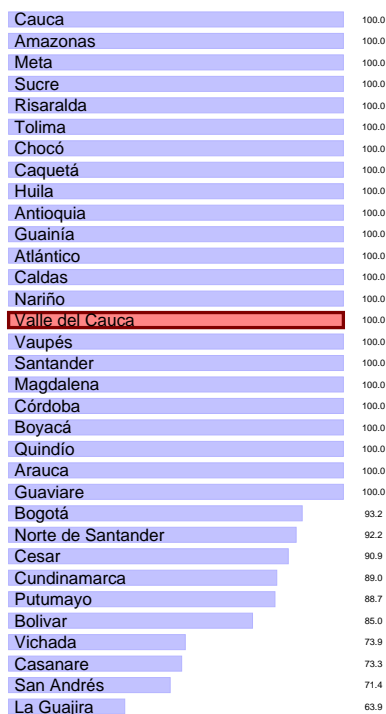 Cauca 100.0
Amazonas 100.0
Meta 100.0
Sucre 100.0
Risaralda 100.0
Tolima 100.0
Chocó 100.0
Caquetá 100.0
Huila 100.0
Antioquia 100.0
Guainía 100.0
Atlántico 100.0
Caldas 100.0
Nariño 100.0
Valle del Cauca 100.0
Vaupés 100.0
Santander 100.0
Magdalena 100.0
Córdoba 100.0
Boyacá 100.0
Quindío 100.0
Arauca 100.0
Guaviare 100.0
Bogotá 93.2
Norte de Santander 92.2
Cesar 90.9
Cundinamarca 89.0
Putumayo 88.7
Bolivar 85.0
Vichada 73.9
Casanare 73.3
San Andrés 71.4
La Guajira 63.9